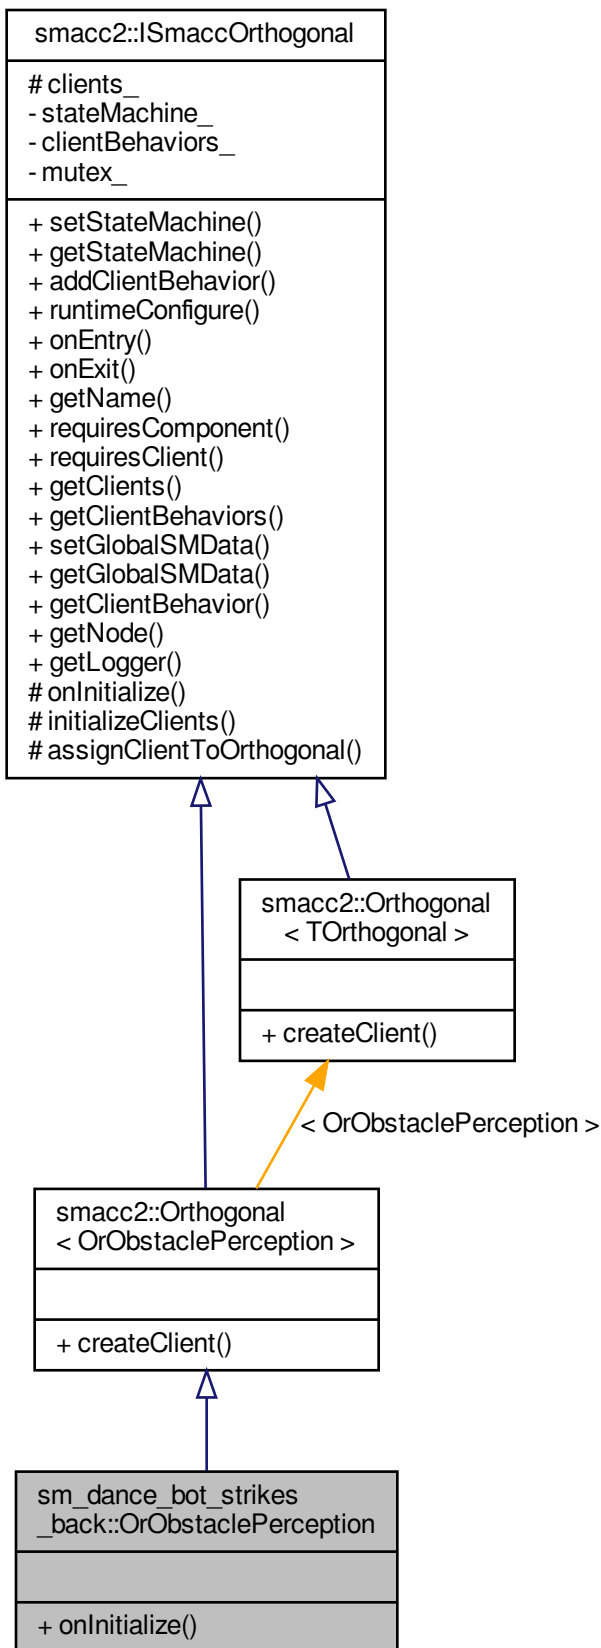 smacc2::ISmaccOrthogonal
# clients_
- stateMachine_
- clientBehaviors_
- mutex_
+ setStateMachine()
+ getStateMachine()
+ addClientBehavior()
+ runtimeConfigure()
+ onEntry()
+ onExit()
+ getName()
+ requiresComponent()
+ requiresClient()
+ getClients()
+ getClientBehaviors()
+ setGlobalSMData()
+ getGlobalSMData()
+ getClientBehavior()
+ getNode()
+ getLogger()
# onInitialize()
# initializeClients()
# assignClientToOrthogonal()
smacc2::Orthogonal
< TOrthogonal >
+ createClient()
< OrObstaclePerception >
smacc2::Orthogonal
< OrObstaclePerception >
+ createClient()
sm_dance_bot_strikes
_back::OrObstaclePerception
+ onInitialize()